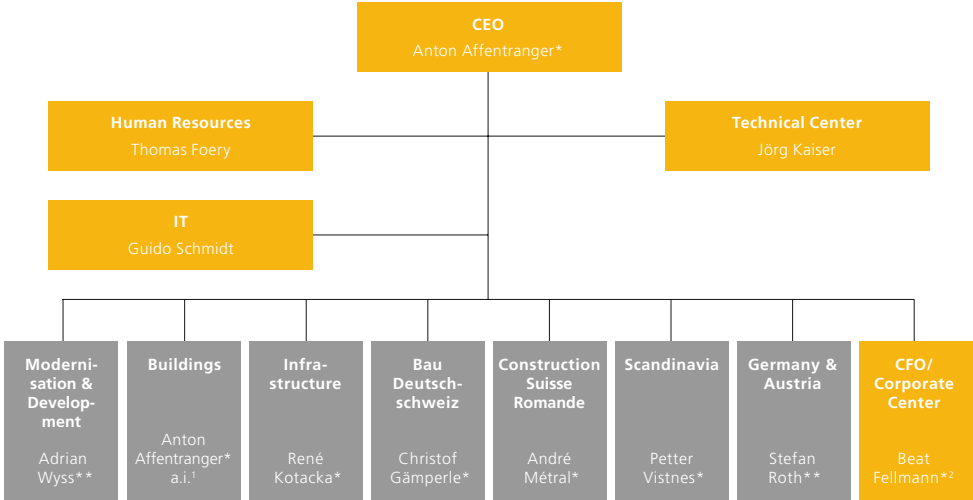 CEO
Anton Affentranger*
Human Resources
Thomas Foery
Technical Center
Jörg Kaiser
IT
Guido Schmidt
Moderni-
sation &
Develop-
ment
Adrian
Wyss**
Buildings
Anton
Affentranger*
a.i.¹
Infra-
structure
René
Kotacka*
Bau
Deutsch-
schweiz
Christof
Gämperle*
Construction
Suisse
Romande
André
Métral*
Scandinavia
Petter
Vistnes*
Germany &
Austria
Stefan
Roth**
CFO/
Corporate
Center
Beat
Fellmann*²